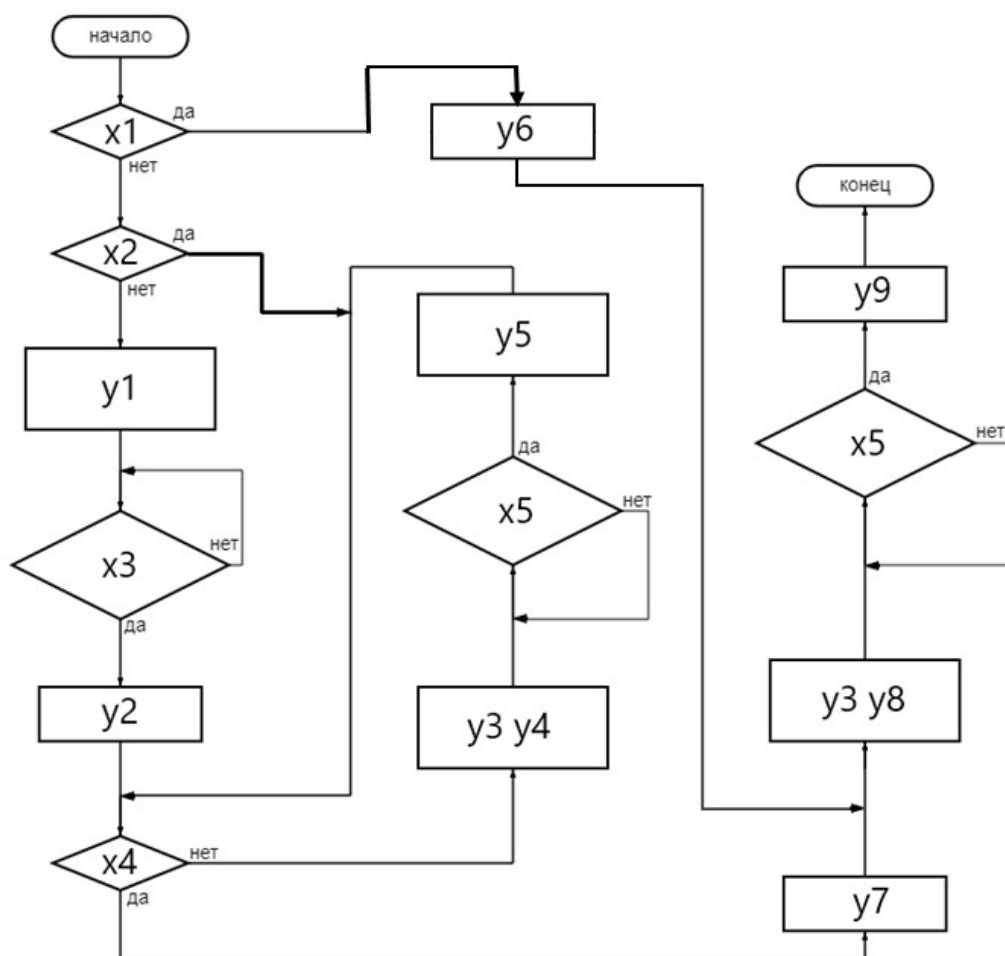 начало
x1
да
нет
y6
x2
да
нет
y1
x3
нет
да
y2
x4
нет
да
y5
да
x5
нет
y3 y4
конец
y9
да
x5
нет
y3 y8
y7